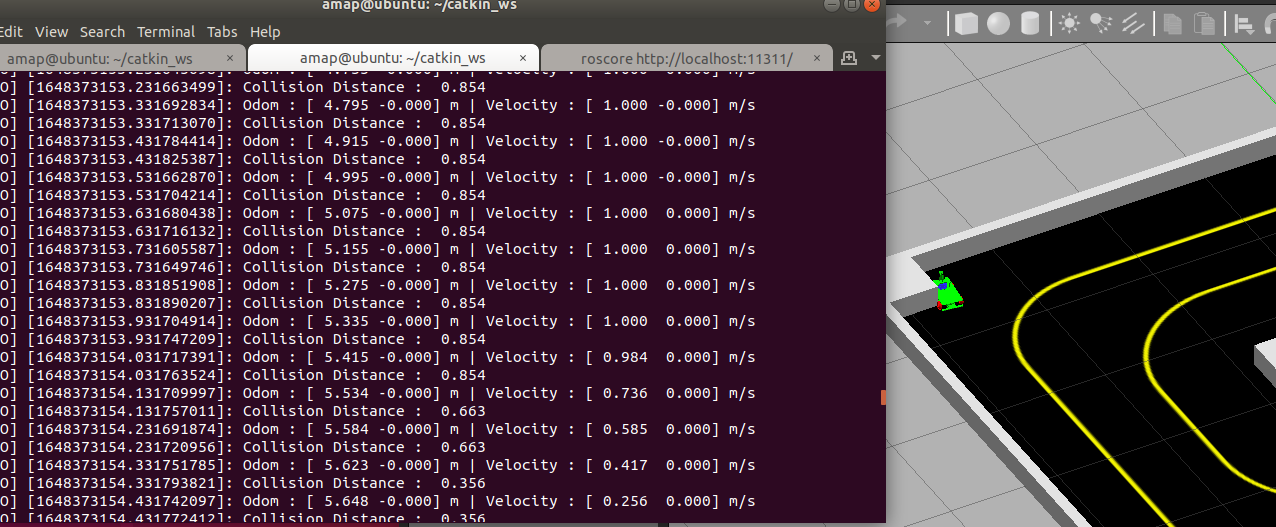 amap@ubuntu: ~/catkin_ws
Edit View Search Terminal Tabs Help
amap@ubuntu: ~/catkin_ws × amap@ubuntu: ~/catkin_ws × roscore http://localhost:11311/ ×
O] [1648373153.231663499]: Collision Distance : 0.854
O] [1648373153.331692834]: Odom : [ 4.795 -0.000] m | Velocity : [ 1.000 -0.000] m/s
O] [1648373153.331713070]: Collision Distance : 0.854
O] [1648373153.431784414]: Odom : [ 4.915 -0.000] m | Velocity : [ 1.000 -0.000] m/s
O] [1648373153.431825387]: Collision Distance : 0.854
O] [1648373153.531662870]: Odom : [ 4.995 -0.000] m | Velocity : [ 1.000 -0.000] m/s
O] [1648373153.531704214]: Collision Distance : 0.854
O] [1648373153.631680438]: Odom : [ 5.075 -0.000] m | Velocity : [ 1.000 0.000] m/s
O] [1648373153.631716132]: Collision Distance : 0.854
O] [1648373153.731605587]: Odom : [ 5.155 -0.000] m | Velocity : [ 1.000 0.000] m/s
O] [1648373153.731649746]: Collision Distance : 0.854
O] [1648373153.831851908]: Odom : [ 5.275 -0.000] m | Velocity : [ 1.000 0.000] m/s
O] [1648373153.831890207]: Collision Distance : 0.854
O] [1648373153.931704914]: Odom : [ 5.335 -0.000] m | Velocity : [ 1.000 0.000] m/s
O] [1648373153.931747209]: Collision Distance : 0.854
O] [1648373154.031717391]: Odom : [ 5.415 -0.000] m | Velocity : [ 0.984 0.000] m/s
O] [1648373154.031763524]: Collision Distance : 0.854
O] [1648373154.131709997]: Odom : [ 5.534 -0.000] m | Velocity : [ 0.736 0.000] m/s
O] [1648373154.131757011]: Collision Distance : 0.663
O] [1648373154.231691874]: Odom : [ 5.584 -0.000] m | Velocity : [ 0.585 0.000] m/s
O] [1648373154.231720956]: Collision Distance : 0.663
O] [1648373154.331751785]: Odom : [ 5.623 -0.000] m | Velocity : [ 0.417 0.000] m/s
O] [1648373154.331793821]: Collision Distance : 0.356
O] [1648373154.431742097]: Odom : [ 5.648 -0.000] m | Velocity : [ 0.256 0.000] m/s
O] [1648373154.431772412]: Collision Distance : 0.356